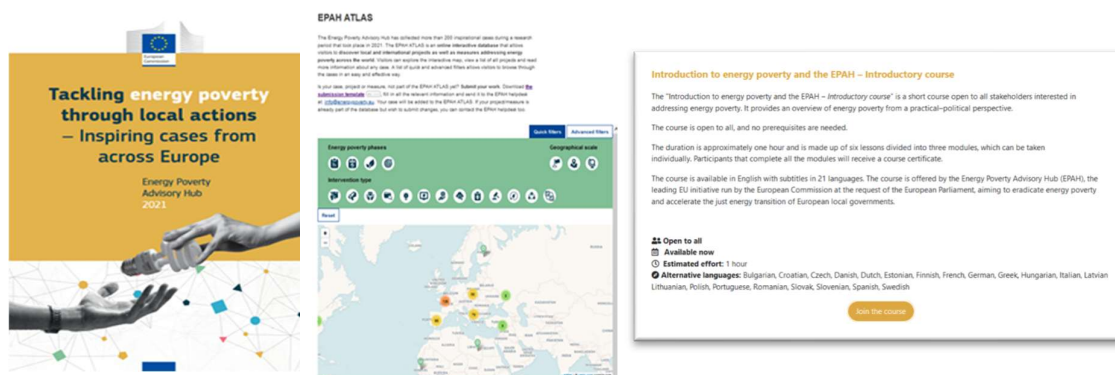 European
Commission
Tackling energy poverty
through local actions
– Inspiring cases from
across Europe
Energy Poverty
Advisory Hub
2021
EPAH ATLAS
The Energy Poverty Advisory Hub has collected more than 200 inspirational cases during a research
period that took place in 2021. The EPAH ATLAS is an online interactive database that allows
visitors to discover local and international projects as well as measures addressing energy
poverty across the world. Visitors can explore the interactive map, view a list of all projects and read
more information about any case. A list of quick and advanced filters allows visitors to browse through
the cases in an easy and effective way.
Is your case, project or measure, not part of the EPAH ATLAS yet? Submit your work. Download the
submission template, fill in all the relevant information and send it to the EPAH helpdesk
at: info@energypoverty.eu. Your case will be added to the EPAH ATLAS. If your project/measure is
already part of the database but wish to submit changes, you can contact the EPAH helpdesk too.
Quick filters
Advanced filters
Energy poverty phases
Geographical scale
Intervention type
Reset
Introduction to energy poverty and the EPAH – Introductory course
The "Introduction to energy poverty and the EPAH – Introductory course" is a short course open to all stakeholders interested in
addressing energy poverty. It provides an overview of energy poverty from a practical–political perspective.
The course is open to all, and no prerequisites are needed.
The duration is approximately one hour and is made up of six lessons divided into three modules, which can be taken
individually. Participants that complete all the modules will receive a course certificate.
The course is available in English with subtitles in 21 languages. The course is offered by the Energy Poverty Advisory Hub (EPAH), the
leading EU initiative run by the European Commission at the request of the European Parliament, aiming to eradicate energy poverty
and accelerate the just energy transition of European local governments.
Open to all
Available now
Estimated effort: 1 hour
Alternative languages: Bulgarian, Croatian, Czech, Danish, Dutch, Estonian, Finnish, French, German, Greek, Hungarian, Italian, Latvian
Lithuanian, Polish, Portuguese, Romanian, Slovak, Slovenian, Spanish, Swedish
Join the course